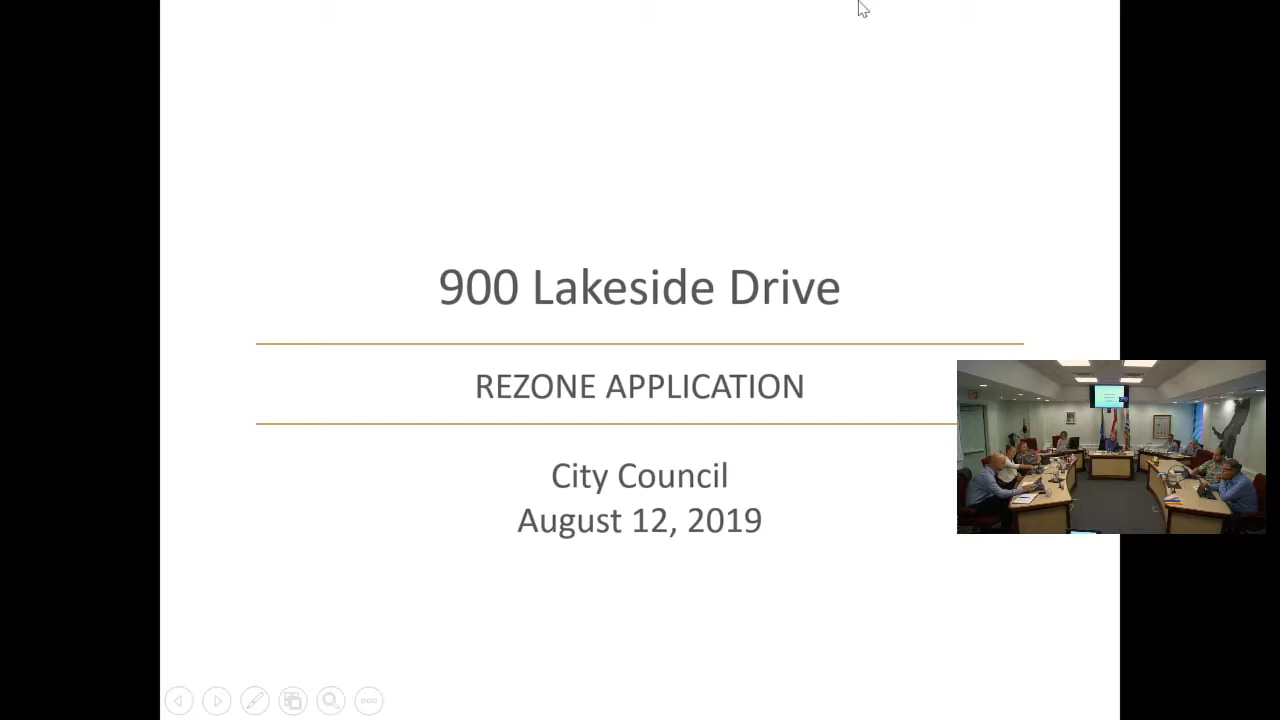 900 Lakeside Drive
REZONE APPLICATION
City Council
August 12, 2019